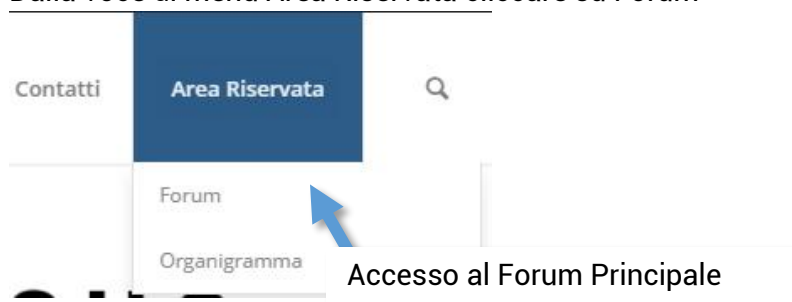 Contatti
Area Riservata
Forum
Organigramma
Accesso al Forum Principale